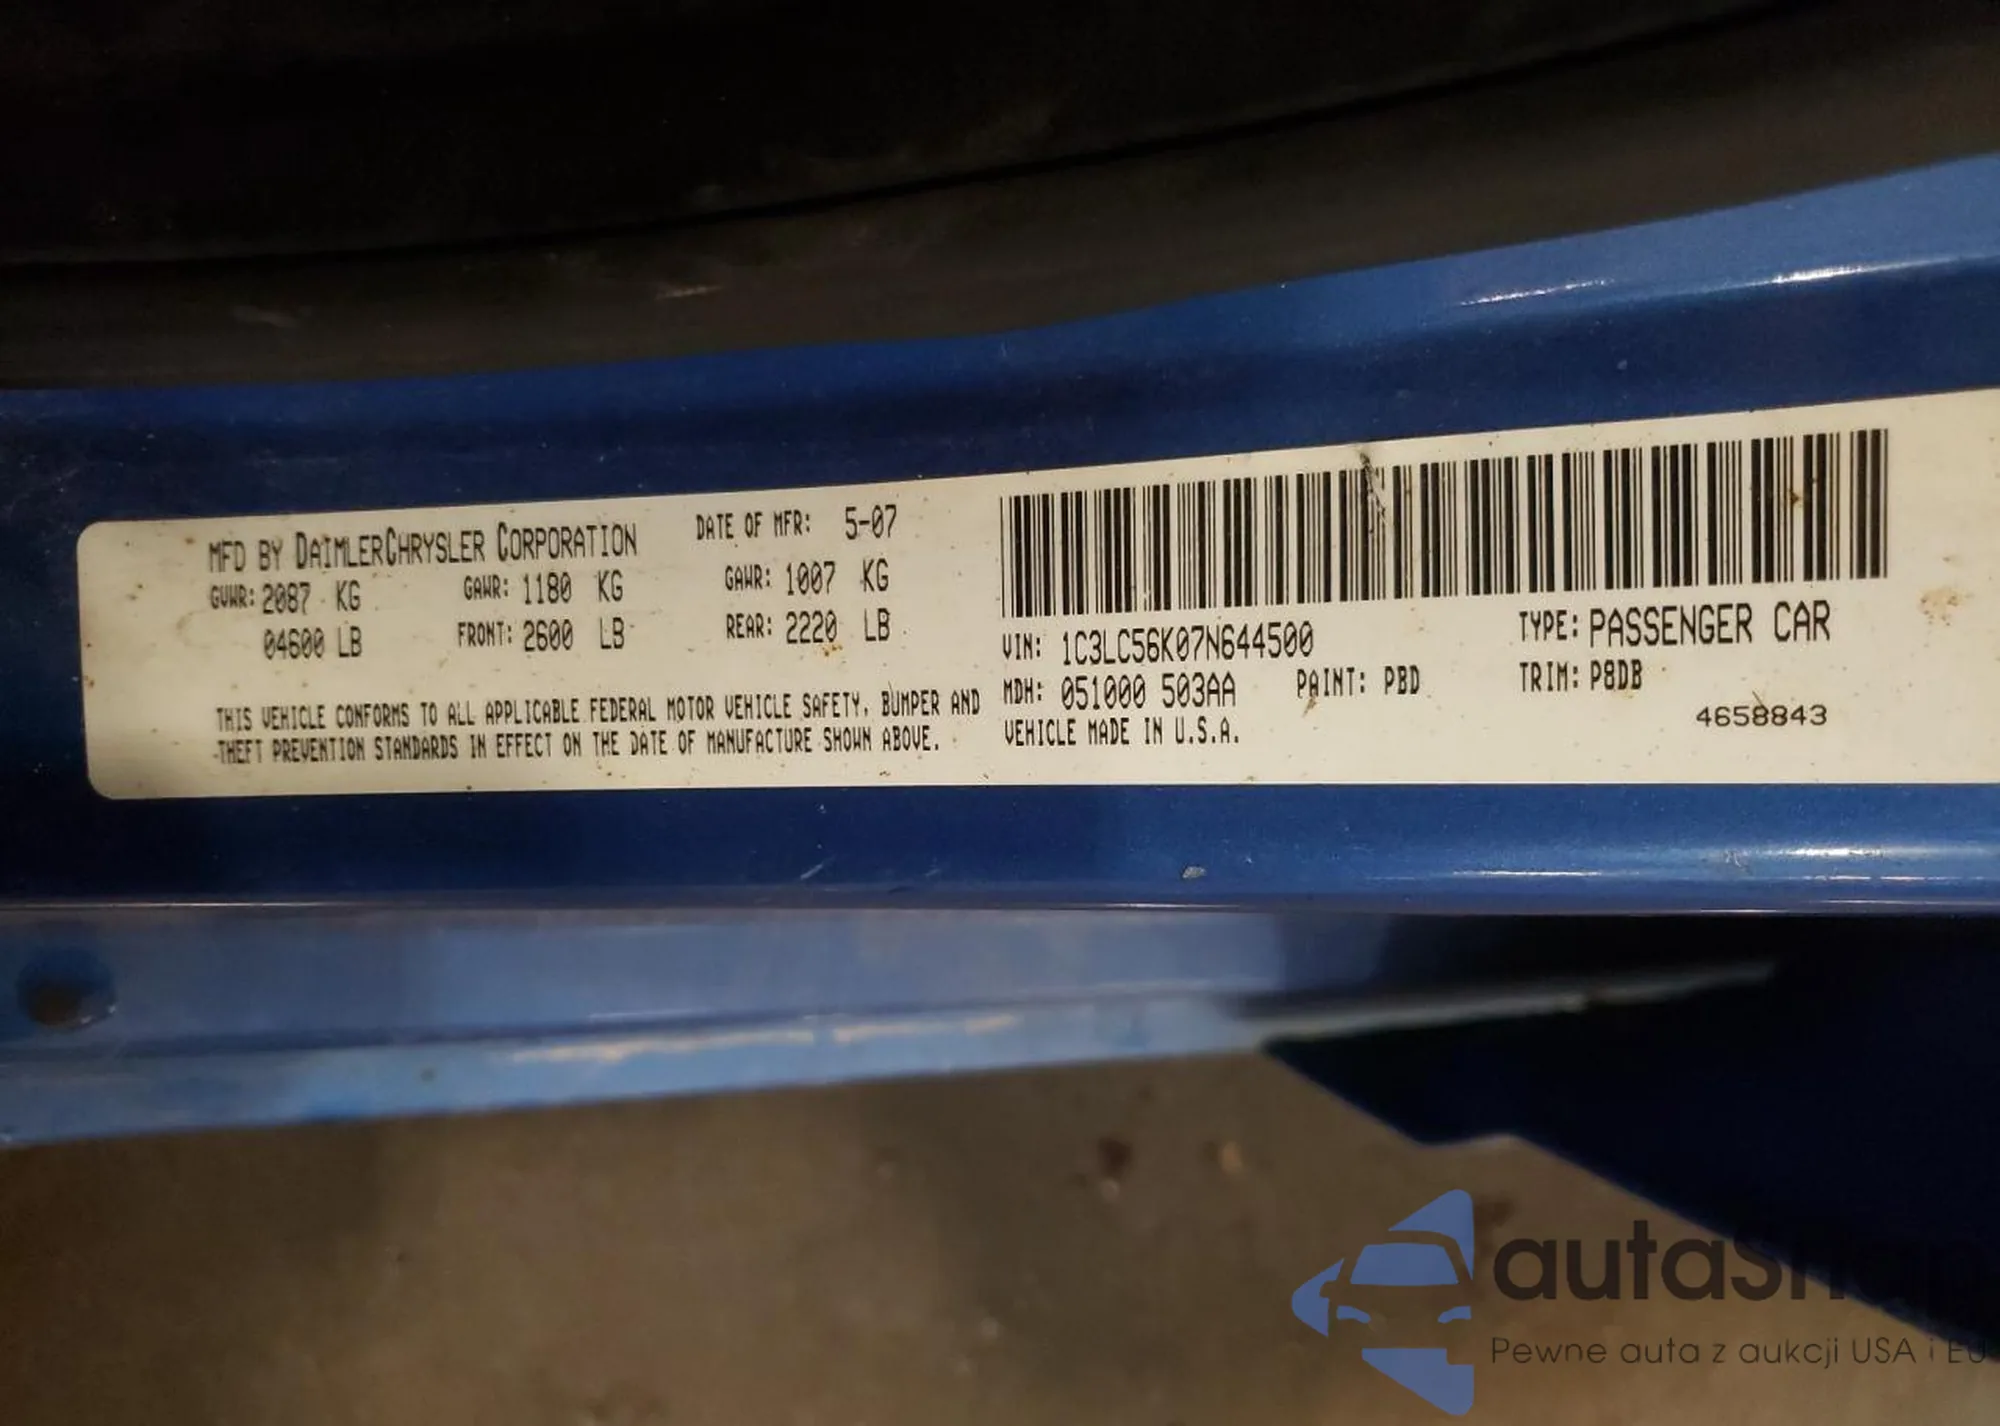 MFD BY DAIMLERCHRYSLER CORPORATION DATE OF MFR: 5-07
GVWR: 2087 KG GAWR: 1180 KG GAWR: 1007 KG
04600 LB FRONT: 2600 LB REAR: 2220 LB
THIS VEHICLE CONFORMS TO ALL APPLICABLE FEDERAL MOTOR VEHICLE SAFETY, BUMPER AND
THEFT PREVENTION STANDARDS IN EFFECT ON THE DATE OF MANUFACTURE SHOWN ABOVE.
VIN: 1C3LC56K07N644500 TYPE: PASSENGER CAR
MDH: 051000 503AA PAINT: PBD TRIM: P8DB
VEHICLE MADE IN U.S.A. 4658843
autaShop
Pewne auta z aukcji USA i EU